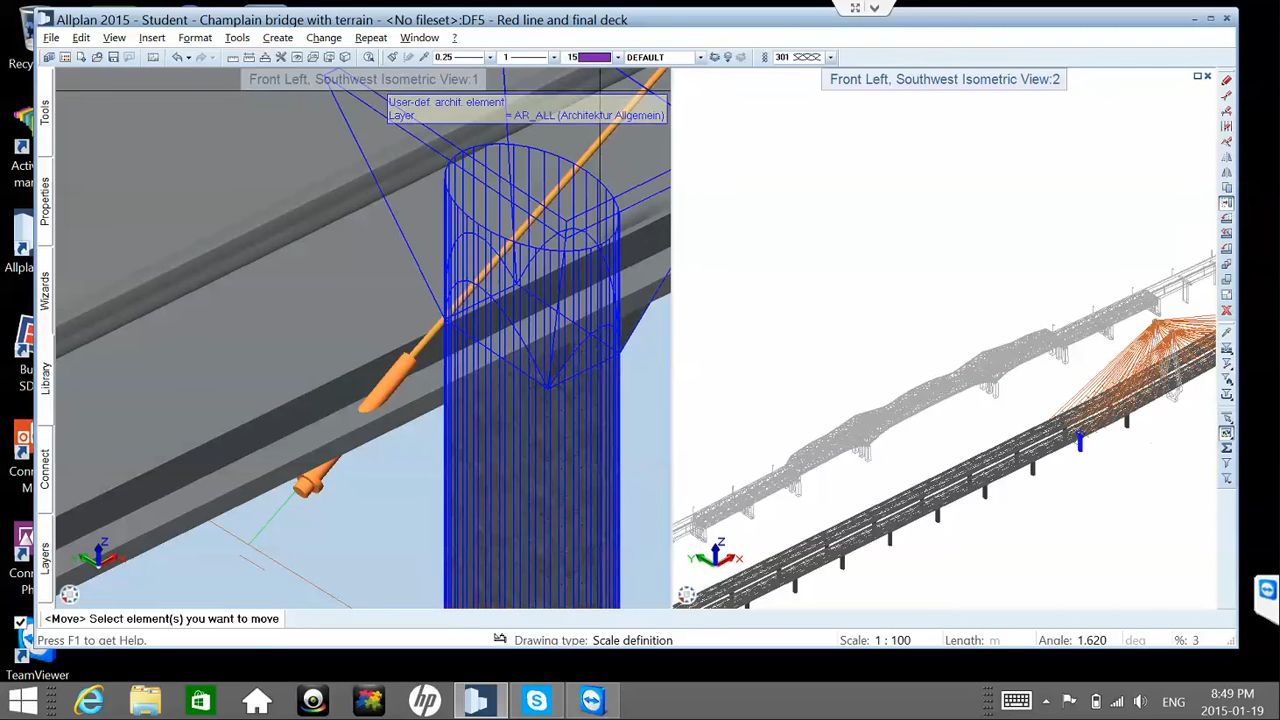 Allplan 2015 - Student - Champlain bridge with terrain - <No fileset>:DF5 - Red line and final deck
File Edit View Insert Format Tools Create Change Repeat Window ?
0.25 1 15 DEFAULT 301
Front Left, Southwest Isometric View:1
Front Left, Southwest Isometric View:2
User-def. archit. element
Layer = AR_ALL (Architektur Allgemein)
Tools
Properties
Wizards
Library
Connect
Layers
Z
Y X
Z
<Move> Select element(s) you want to move
Press F1 to get Help.
Drawing type: Scale definition
Scale: 1 : 100
Length: m
Angle: 1.620 deg
%: 3
TeamViewer
hp
ENG
8:49 PM
2015-01-19